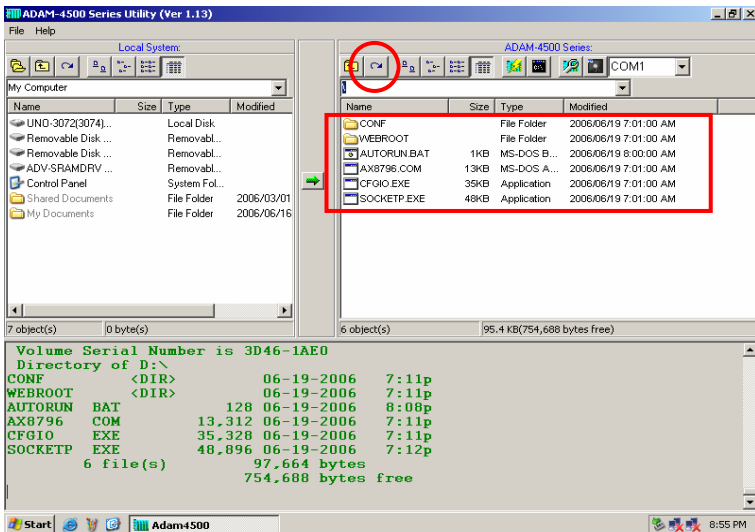 ADAM-4500 Series Utility (Ver 1.13)
File Help
Local System:
ADAM-4500 Series:
COM1
My Computer
\
Name Size Type Modified
UNO-3072(3074)... Local Disk
Removable Disk ... Removabl...
Removable Disk ... Removabl...
ADV-SRAMDRV ... Removabl...
Control Panel System Fol...
Shared Documents File Folder 2006/03/01
My Documents File Folder 2006/06/16
Name Size Type Modified
CONF File Folder 2006/06/19 7:01:00 AM
WEBROOT File Folder 2006/06/19 7:01:00 AM
AUTORUN.BAT 1KB MS-DOS B... 2006/06/19 8:00:00 AM
AX8796.COM 13KB MS-DOS A... 2006/06/19 7:01:00 AM
CFGIO.EXE 35KB Application 2006/06/19 7:01:00 AM
SOCKETP.EXE 48KB Application 2006/06/19 7:01:00 AM
7 object(s) 0 byte(s)
6 object(s) 95.4 KB(754,688 bytes free)
Volume Serial Number is 3D46-1AE0
Directory of D:\
CONF <DIR> 06-19-2006 7:11p
WEBROOT <DIR> 06-19-2006 7:11p
AUTORUN BAT 128 06-19-2006 8:08p
AX8796 COM 13,312 06-19-2006 7:11p
CFGIO EXE 35,328 06-19-2006 7:11p
SOCKETP EXE 48,896 06-19-2006 7:12p
6 file(s) 97,664 bytes
754,688 bytes free
Start
Adam4500
8:55 PM